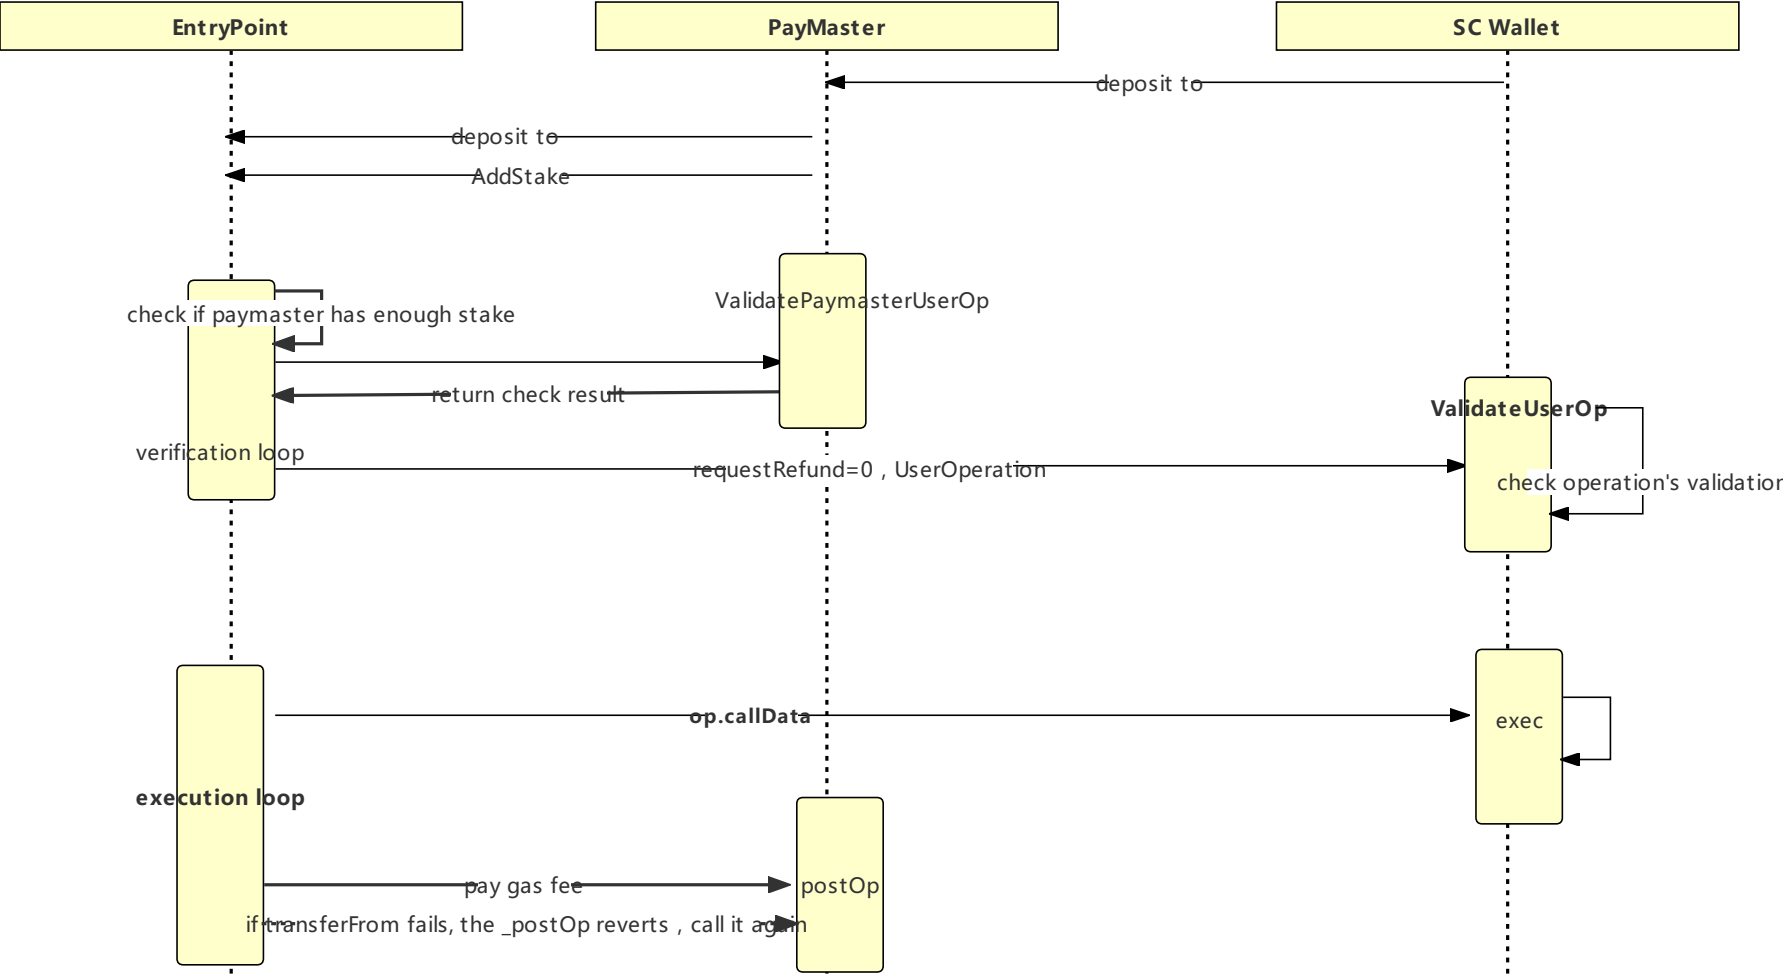 EntryPoint
PayMaster
SC Wallet
deposit to
deposit to
AddStake
ValidatePaymasterUserOp
check if paymaster has enough stake
return check result
ValidateUserOp
verification loop
requestRefund=0 , UserOperation
check operation's validation
op.callData
exec
execution loop
pay gas fee
postOp
if transferFrom fails, the _postOp reverts , call it again